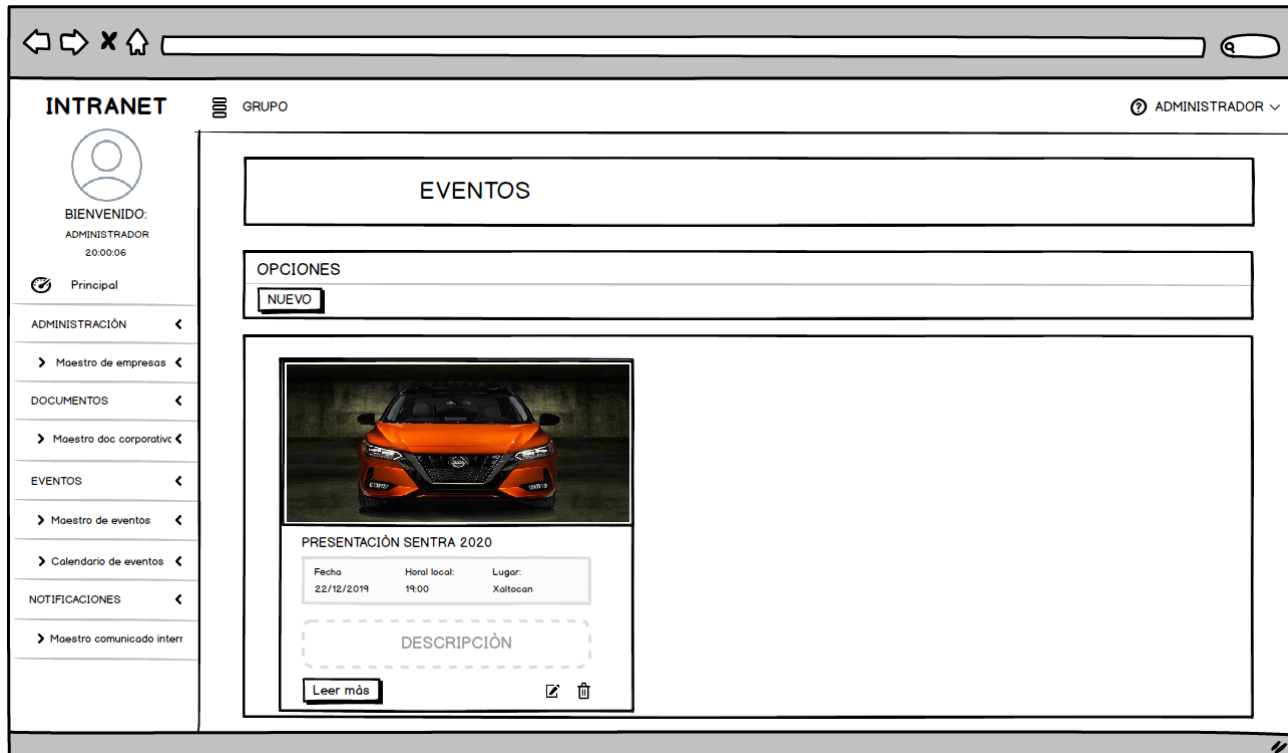 INTRANET
GRUPO
ADMINISTRADOR
BIENVENIDO:
ADMINISTRADOR
20:00:06
Principal
ADMINISTRACIÒN
Maestro de empresas
DOCUMENTOS
Maestro doc corporativc
EVENTOS
Maestro de eventos
Calendario de eventos
NOTIFICACIONES
Maestro comunicado interr
EVENTOS
OPCIONES
NUEVO
PRESENTACIÒN SENTRA 2020
Fecha Horal local: Lugar:
22/12/2019 19:00 Xaltocan
DESCRIPCIÒN
Leer màs